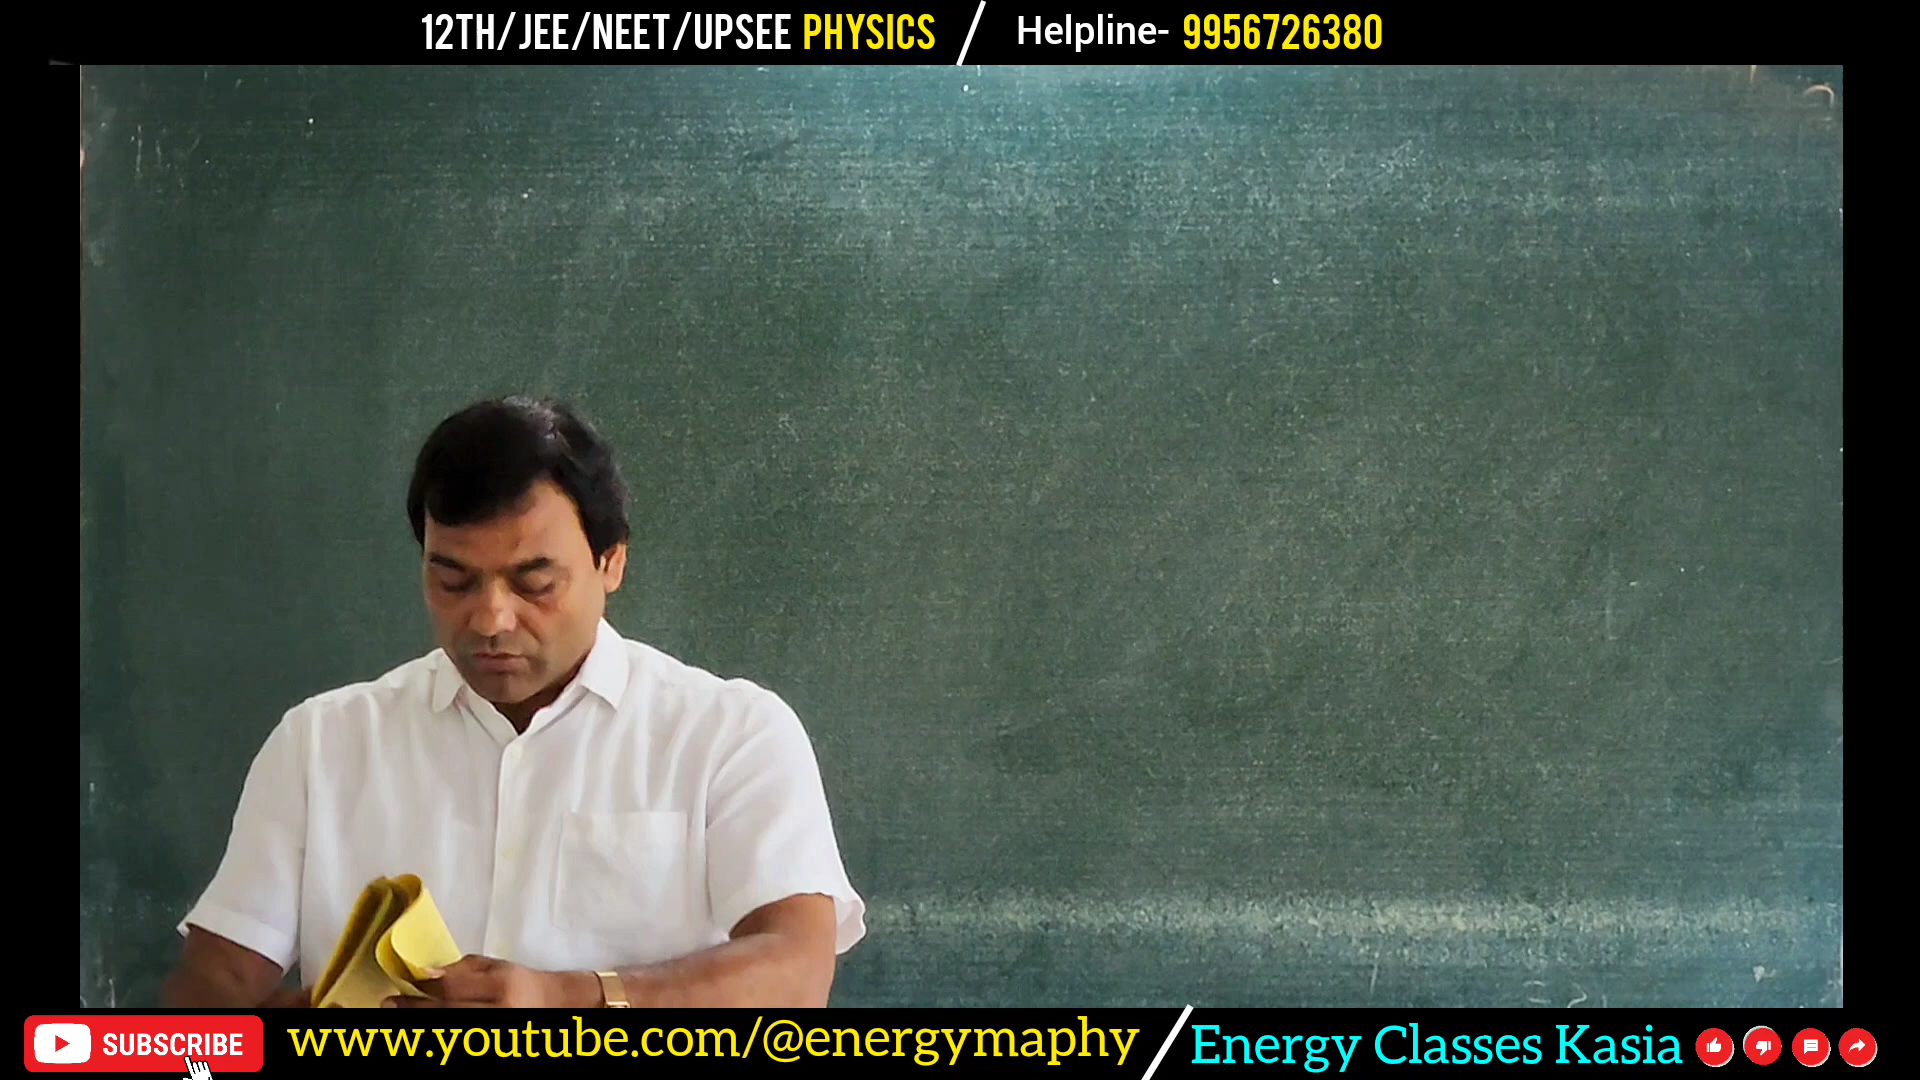 12TH/JEE/NEET/UPSEE PHYSICS / Helpline- 9956726380
SUBSCRIBE www.youtube.com/@energymaphy / Energy Classes Kasia